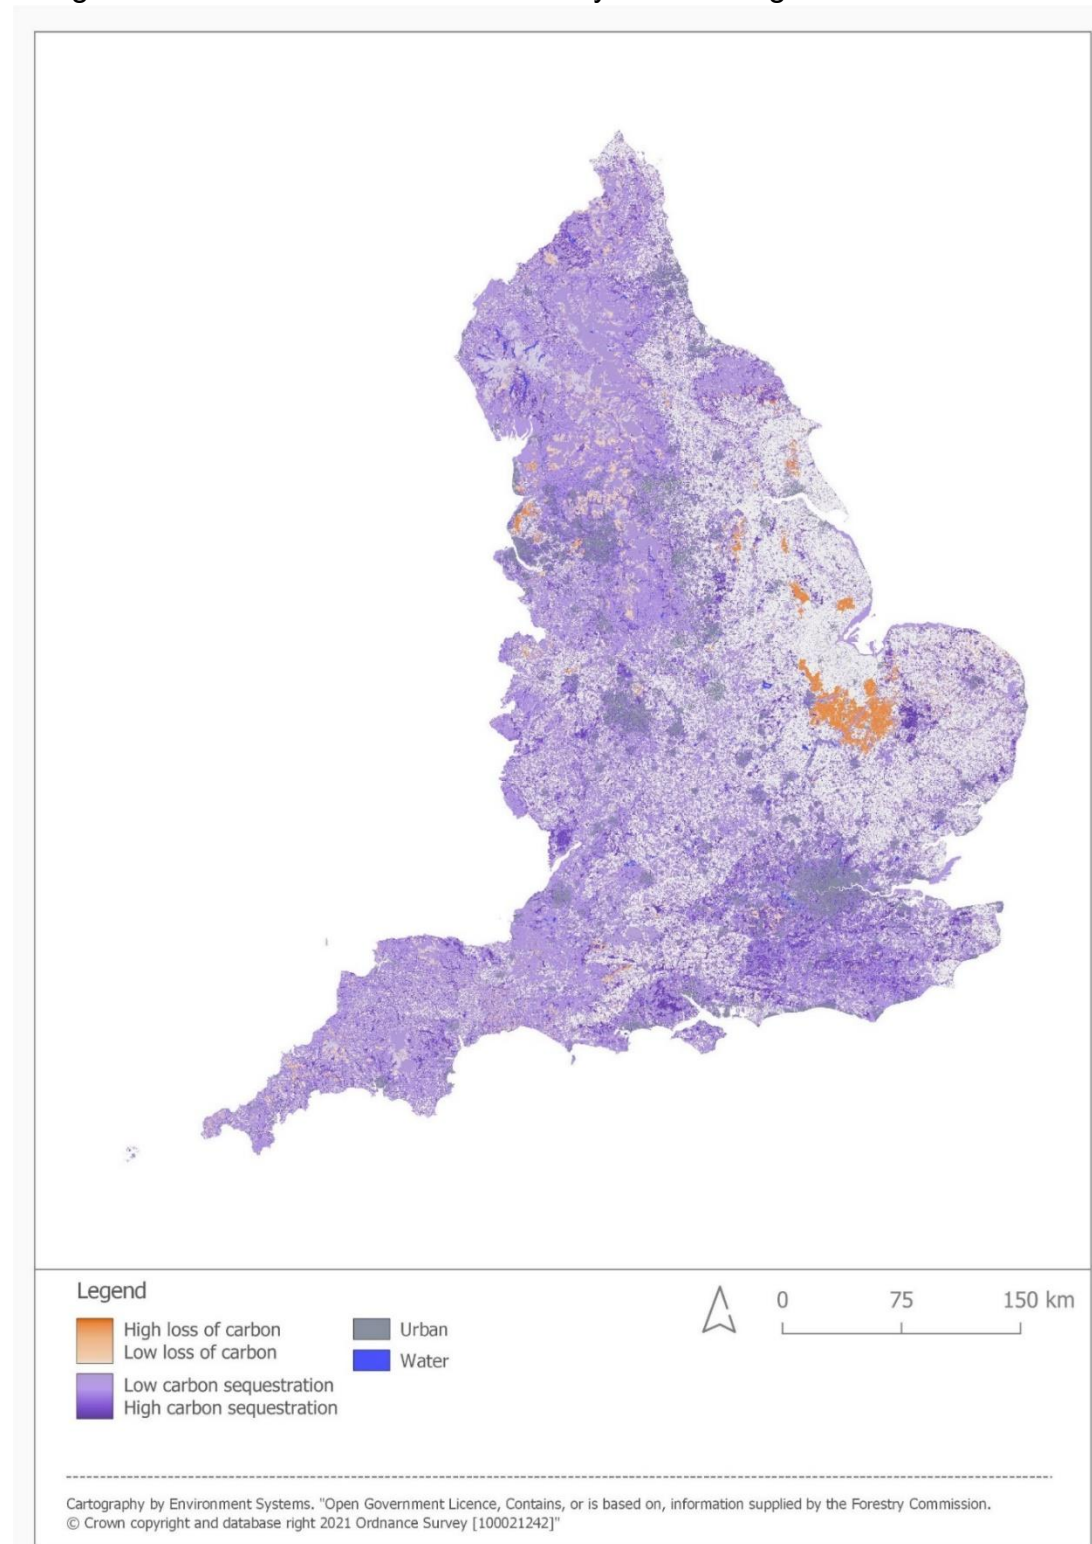 Legend
0 75 150 km
High loss of carbon
Low loss of carbon
Urban
Water
Low carbon sequestration
High carbon sequestration
Cartography by Environment Systems. "Open Government Licence, Contains, or is based on, information supplied by the Forestry Commission.
© Crown copyright and database right 2021 Ordnance Survey [100021242]"